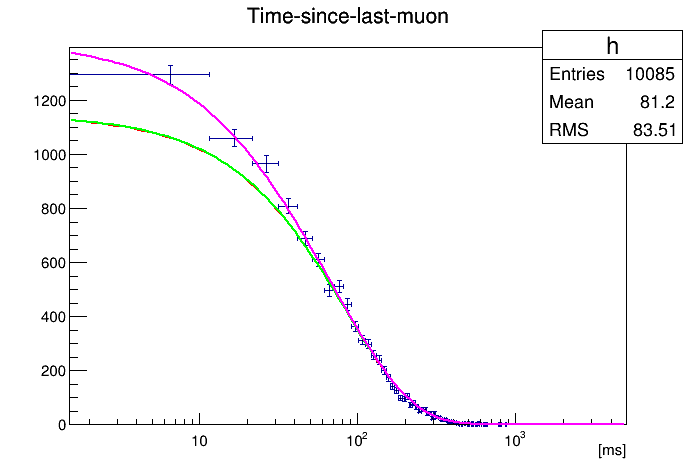 Time-since-last-muon
h
Entries 10085
Mean 81.2
RMS 83.51
1200
1000
800
600
400
200
0
10 10² 10³
[ms]